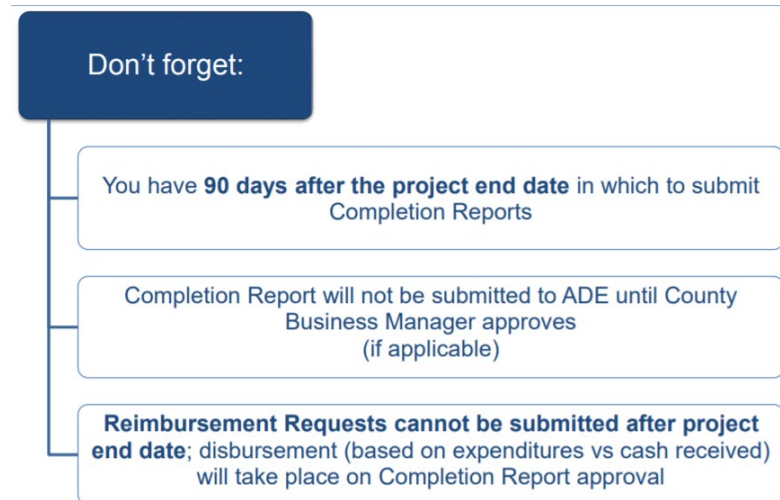 Don’t forget:
You have 90 days after the project end date in which to submit
Completion Reports
Completion Report will not be submitted to ADE until County
Business Manager approves
(if applicable)
Reimbursement Requests cannot be submitted after project
end date; disbursement (based on expenditures vs cash received)
will take place on Completion Report approval